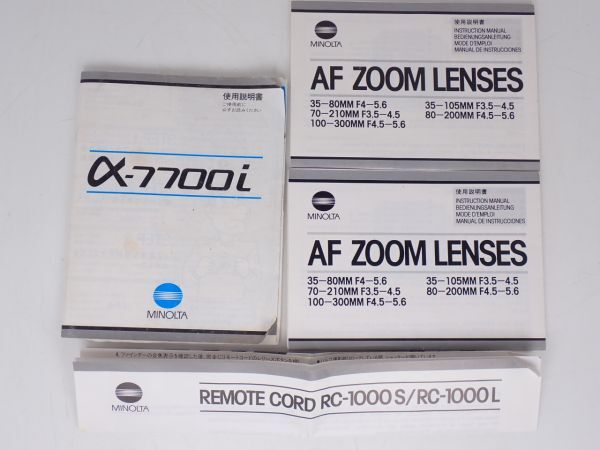 使用説明書
ご使用前に
必ずお読みください
α-7700i
MINOLTA
MINOLTA
使用説明書
INSTRUCTION MANUAL
BEDIENUNGSANLEITUNG
MODE D'EMPLOI
MANUAL DE INSTRUCCIONES
AF ZOOM LENSES
35–80MM F4–5.6
35–105MM F3.5–4.5
70–210MM F3.5–4.5
80–200MM F4.5–5.6
100–300MM F4.5–5.6
MINOLTA
使用説明書
INSTRUCTION MANUAL
BEDIENUNGSANLEITUNG
MODE D'EMPLOI
MANUAL DE INSTRUCCIONES
AF ZOOM LENSES
35–80MM F4–5.6
35–105MM F3.5–4.5
70–210MM F3.5–4.5
80–200MM F4.5–5.6
100–300MM F4.5–5.6
MINOLTA
REMOTE CORD RC-1000S/RC-1000L